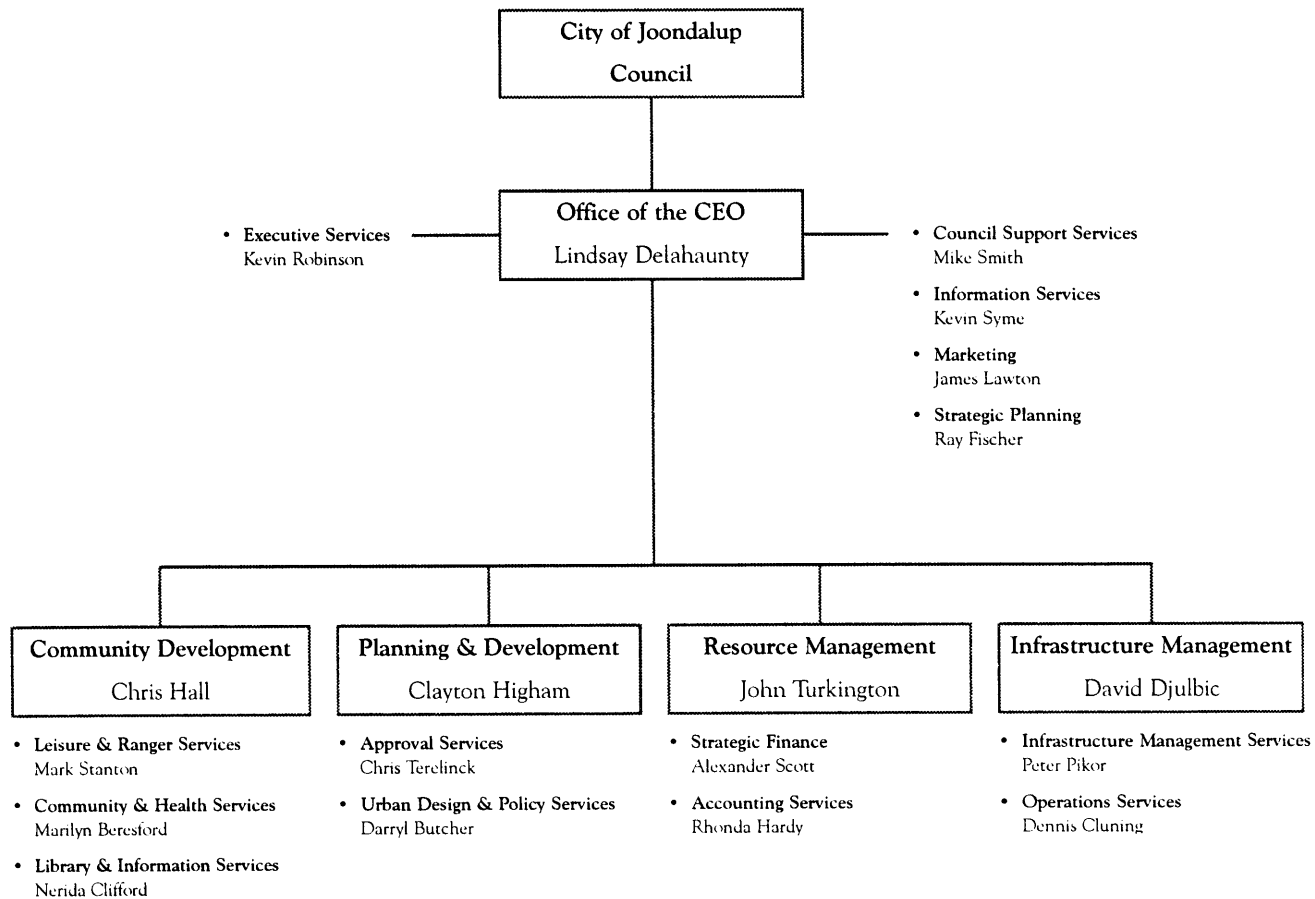 City of Joondalup
Council
Office of the CEO
Lindsay Delahaunty
• Executive Services
Kevin Robinson
• Council Support Services
Mike Smith
• Information Services
Kevin Syme
• Marketing
James Lawton
• Strategic Planning
Ray Fischer
Community Development
Chris Hall
• Leisure & Ranger Services
Mark Stanton
• Community & Health Services
Marilyn Beresford
• Library & Information Services
Nerida Clifford
Planning & Development
Clayton Higham
• Approval Services
Chris Terelinck
• Urban Design & Policy Services
Darryl Butcher
Resource Management
John Turkington
• Strategic Finance
Alexander Scott
• Accounting Services
Rhonda Hardy
Infrastructure Management
David Djulbic
• Infrastructure Management Services
Peter Pikor
• Operations Services
Dennis Cluning